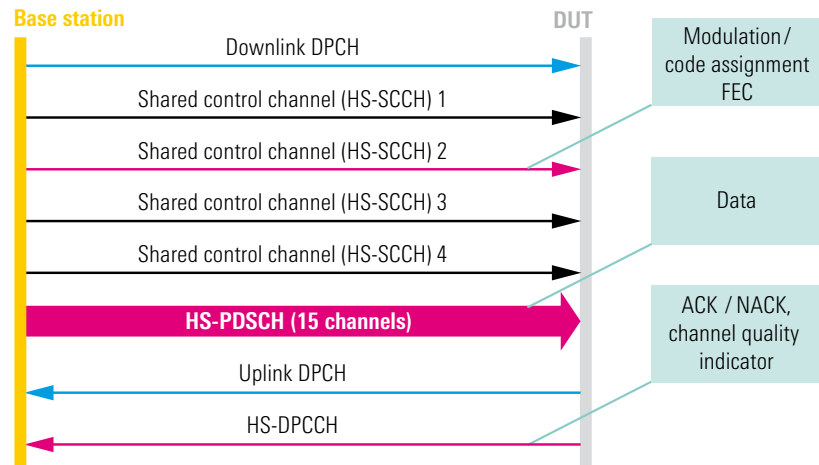 Base station
DUT
Downlink DPCH
Modulation /
code assignment
FEC
Shared control channel (HS-SCCH) 1
Shared control channel (HS-SCCH) 2
Shared control channel (HS-SCCH) 3
Data
Shared control channel (HS-SCCH) 4
HS-PDSCH (15 channels)
ACK / NACK,
channel quality
indicator
Uplink DPCH
HS-DPCCH